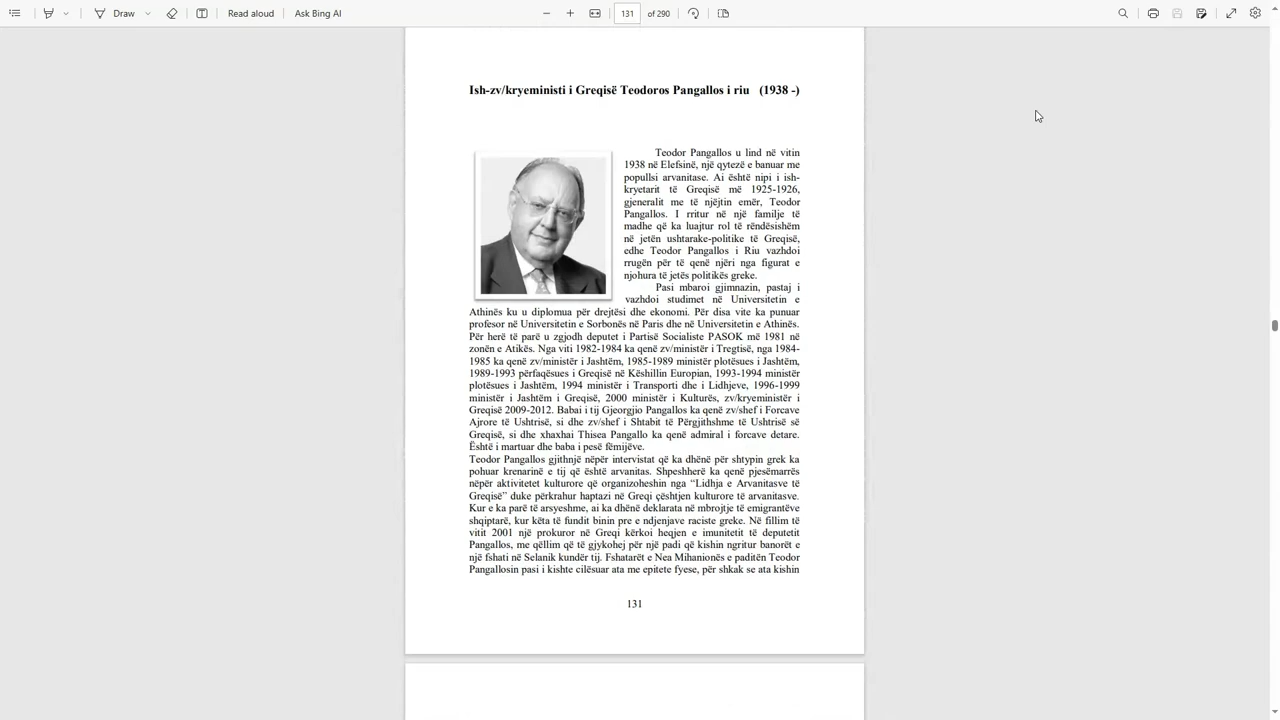 Draw
Read aloud
Ask Bing AI
131
of 290
Ish-zv/kryeministi i Greqisë Teodoros Pangallos i riu (1938 -)
Teodor Pangallos u lind në vitin
1938 në Elefsinë, një qytezë e banuar me
popullsi arvanitase. Ai është nipi i ish-
kryetarit të Greqisë më 1925-1926,
gjeneralit me të njëjtin emër, Teodor
Pangallos. I rritur në një familje të
madhe që ka luajtur rol të rëndësishëm
në jetën ushtarake-politike të Greqisë,
edhe Teodor Pangallos i Riu vazhdoi
rrugën për të qenë njëri nga figurat e
njohura të jetës politikës greke.
Pasi mbaroi gjimnazin, pastaj i
vazhdoi studimet në Universitetin e
Athinës ku u diplomua për drejtësi dhe ekonomi. Për disa vite ka punuar
profesor në Universitetin e Sorbonës në Paris dhe në Universitetin e Athinës.
Për herë të parë u zgjodh deputet i Partisë Socialiste PASOK më 1981 në
zonën e Atikës. Nga viti 1982-1984 ka qenë zv/ministër i Tregtisë, nga 1984-
1985 ka qenë zv/ministër i Jashtëm, 1985-1989 ministër plotësues i Jashtëm,
1989-1993 përfaqësues i Greqisë në Këshillin Europian, 1993-1994 ministër
plotësues i Jashtëm, 1994 ministër i Transporti dhe i Lidhjeve, 1996-1999
ministër i Jashtëm i Greqisë, 2000 ministër i Kulturës, zv/kryeministër i
Greqisë 2009-2012. Babai i tij Gjeorgjio Pangallos ka qenë zv/shef i Forcave
Ajrore të Ushtrisë, si dhe zv/shef i Shtabit të Përgjithshme të Ushtrisë së
Greqisë, si dhe xhaxhai Thisea Pangallo ka qenë admiral i forcave detare.
Është i martuar dhe baba i pesë fëmijëve.
Teodor Pangallos gjithnjë nëpër intervistat që ka dhënë për shtypin grek ka
pohuar krenarinë e tij që është arvanitas. Shpeshherë ka qenë pjesëmarrës
nëpër aktivitetet kulturore që organizoheshin nga “Lidhja e Arvanitasve të
Greqisë” duke përkrahur haptazi në Greqi çështjen kulturore të arvanitasve.
Kur e ka parë të arsyeshme, ai ka dhënë deklarata në mbrojtje të emigrantëve
shqiptarë, kur këta të fundit binin pre e ndjenjave raciste greke. Në fillim të
vitit 2001 një prokuror në Greqi kërkoi heqjen e imunitetit të deputetit
Pangallos, me qëllim që të gjykohej për një padi që kishin ngritur banorët e
një fshati në Selanik kundër tij. Fshatarët e Nea Mihanionës e paditën Teodor
Pangallosin pasi i kishte cilësuar ata me epitete fyese, për shkak se ata kishin
131